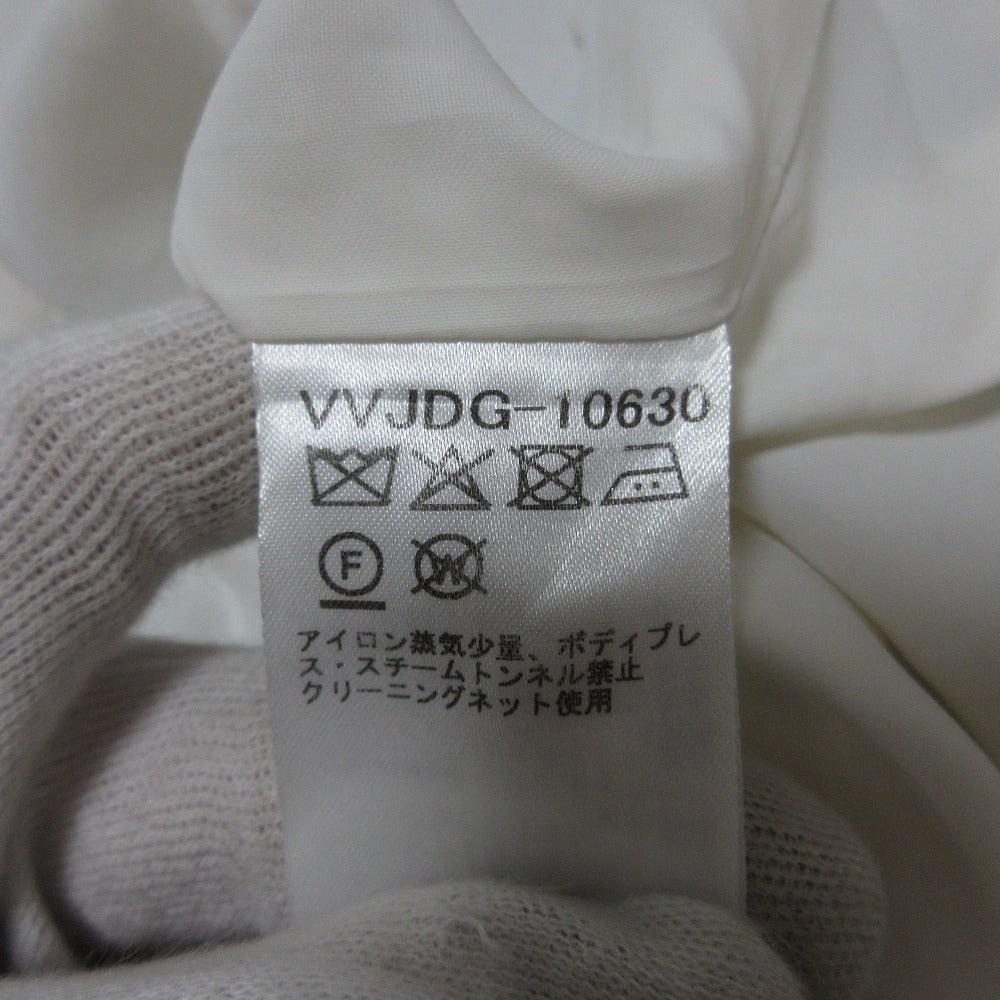 VVJDG-10630
F
W
アイロン蒸気少量、ボディプレ
ス・スチームトンネル禁止
クリーニングネット使用